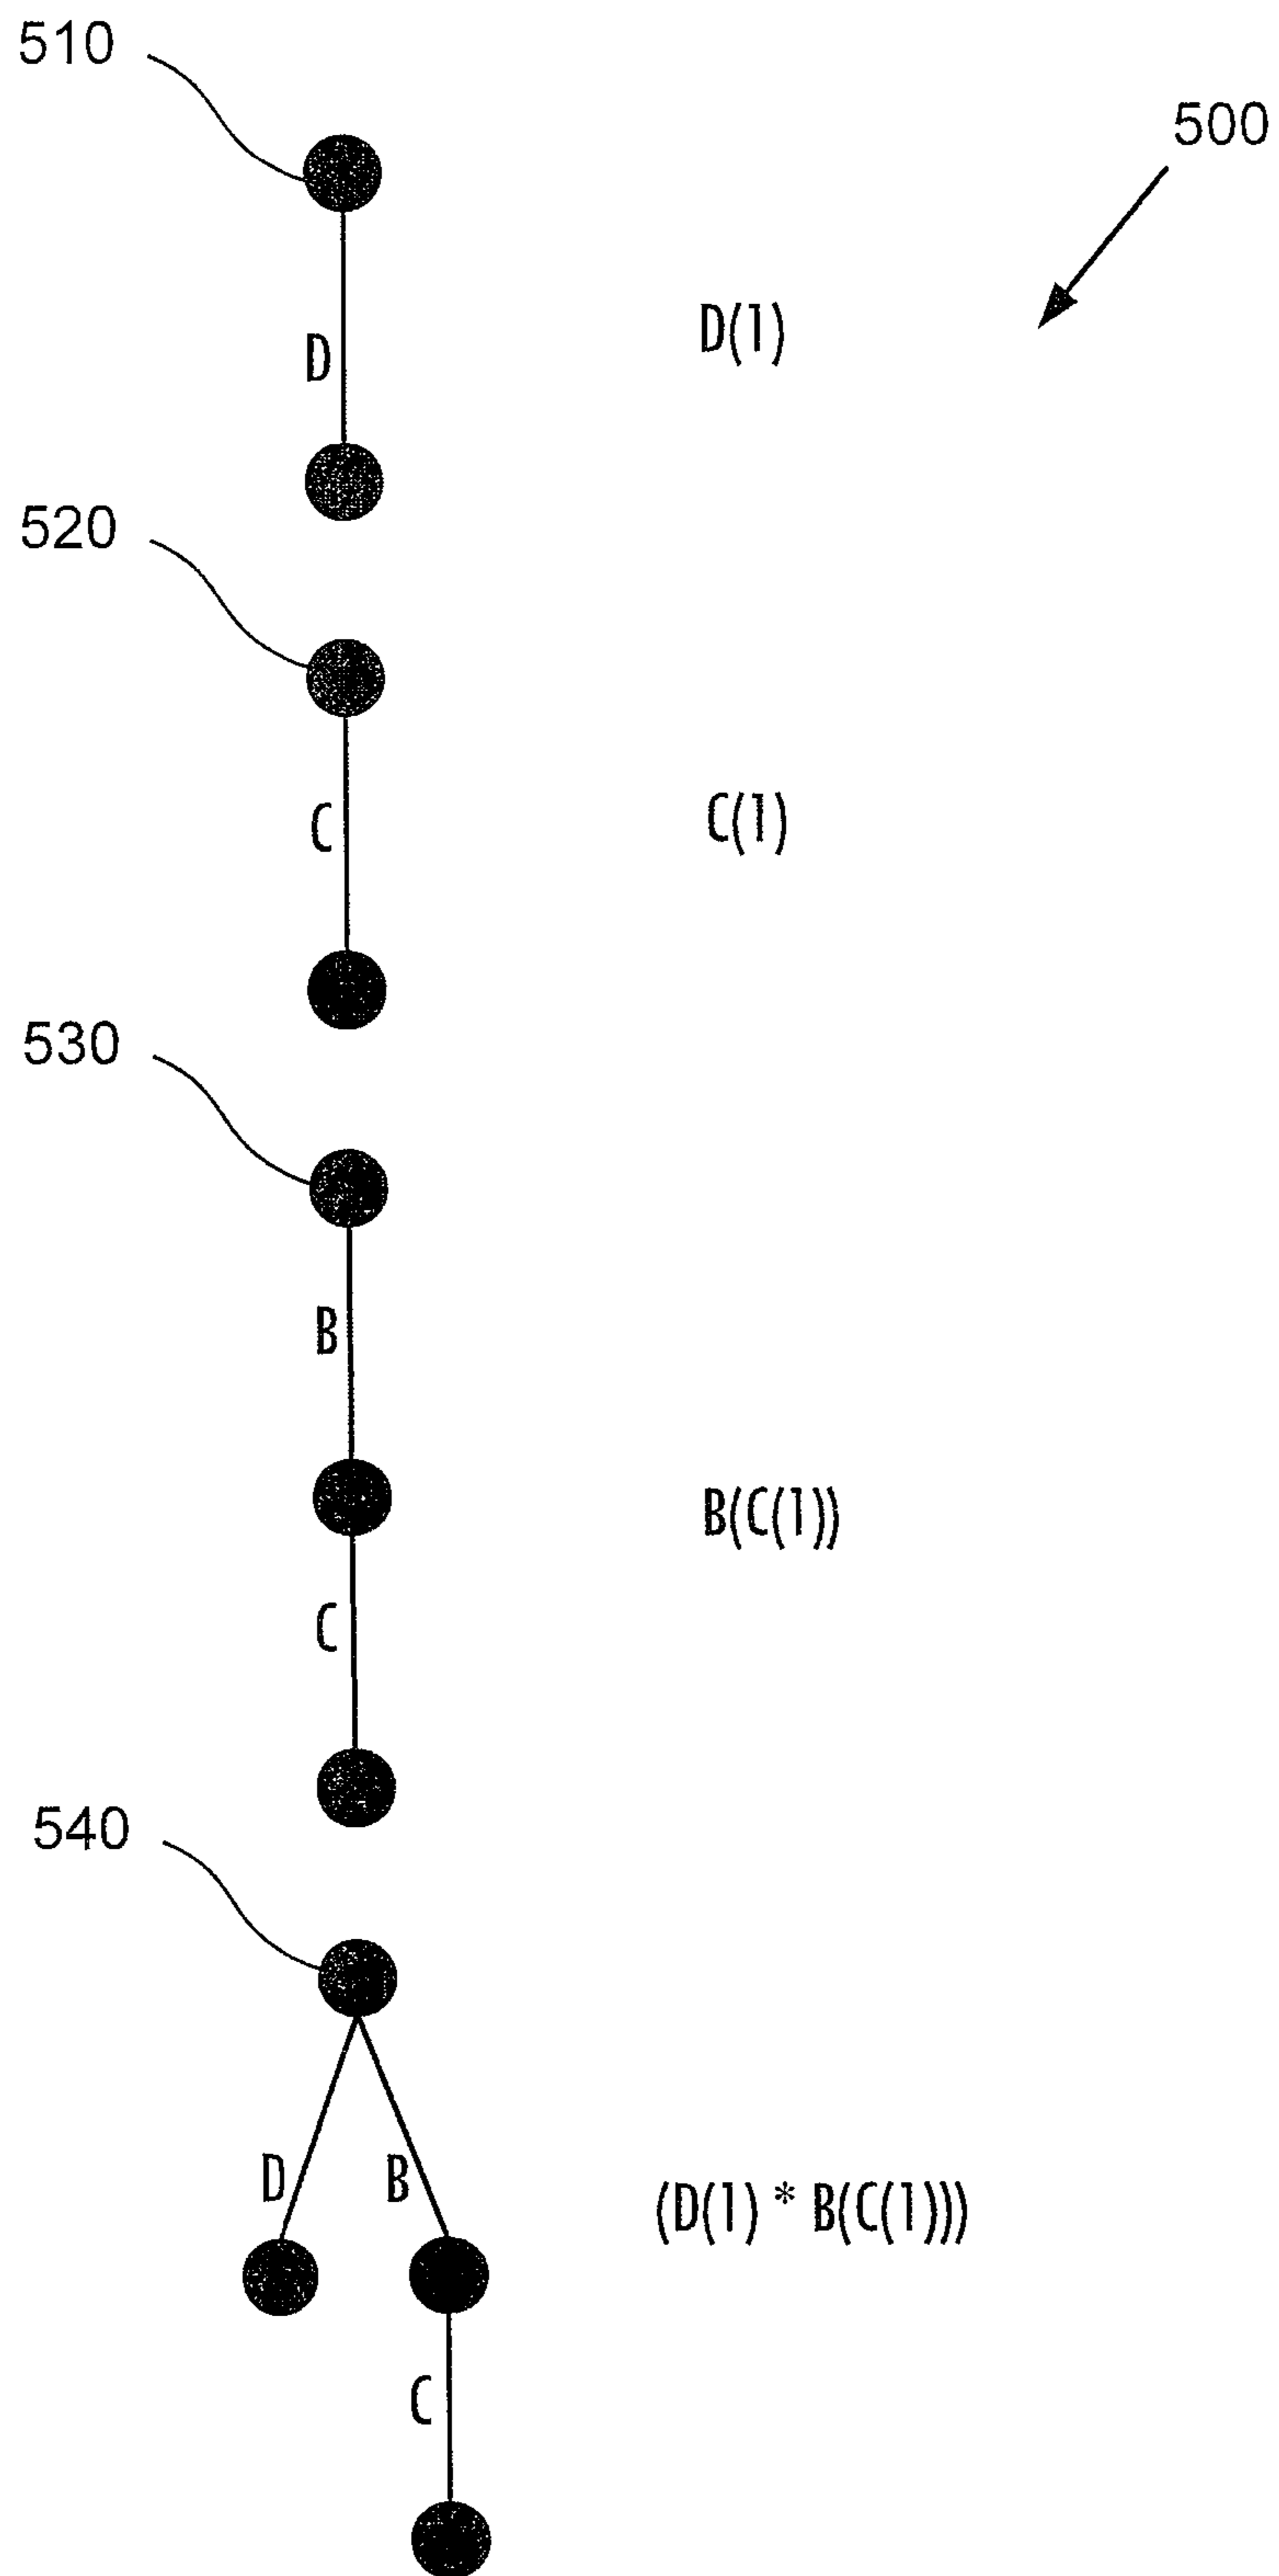 510
500
D
D(1)
520
C
C(1)
530
B
B(C(1))
C
540
D
B
(D(1) * B(C(1)))
C